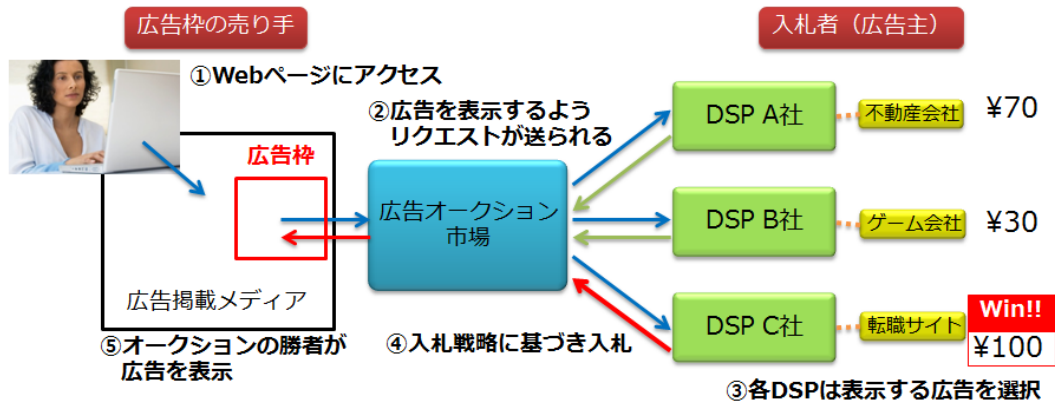 広告枠の売り手
入札者（広告主）
①Webページにアクセス
②広告を表示するよう
リクエストが送られる
広告枠
広告オークション
市場
広告掲載メディア
DSP A社
不動産会社
¥70
DSP B社
ゲーム会社
¥30
DSP C社
転職サイト
Win!!
¥100
④入札戦略に基づき入札
⑤オークションの勝者が
広告を表示
③各DSPは表示する広告を選択